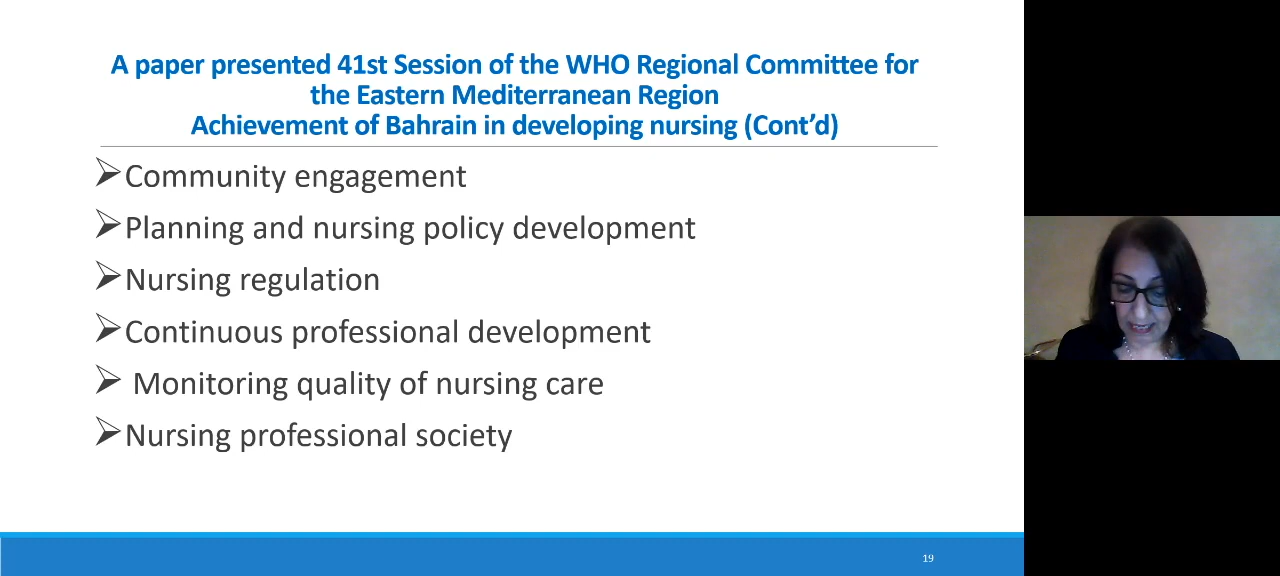 A paper presented 41st Session of the WHO Regional Committee for
the Eastern Mediterranean Region
Achievement of Bahrain in developing nursing (Cont’d)
Community engagement
Planning and nursing policy development
Nursing regulation
Continuous professional development
Monitoring quality of nursing care
Nursing professional society
19